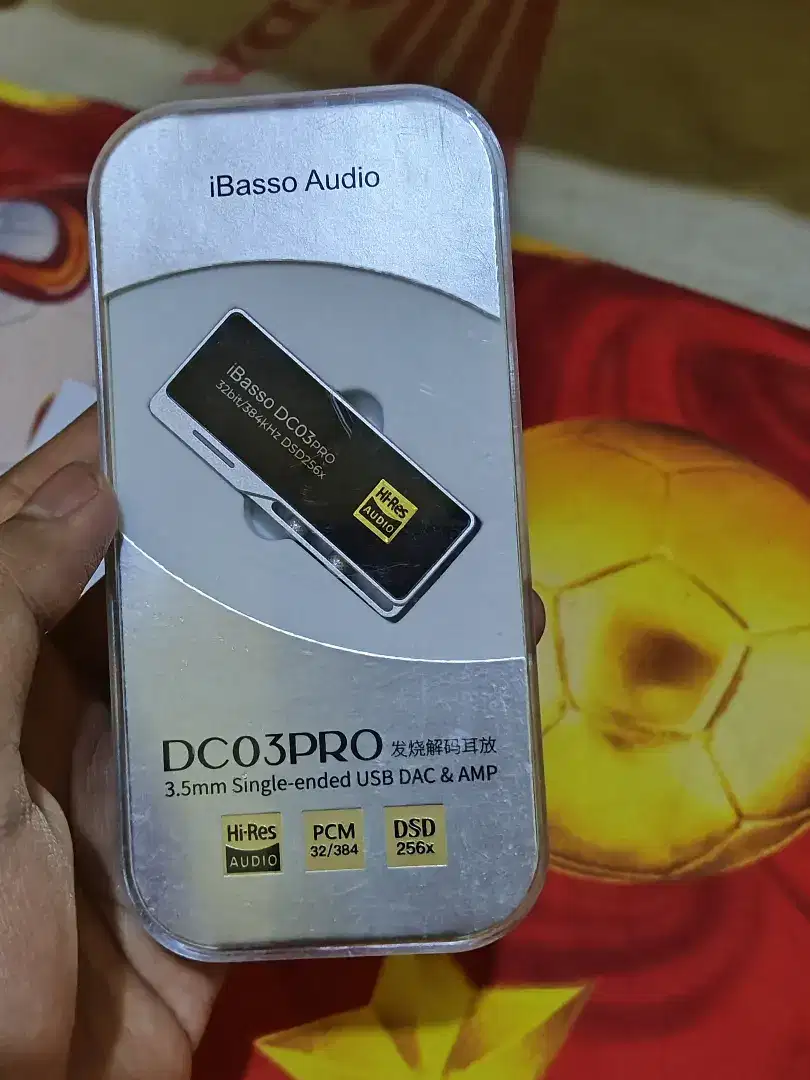 iBasso Audio
iBasso DC03PRO
32bit/384kHz DSD256x
Hi-Res
AUDIO
DC03PRO 发烧解码耳放
3.5mm Single-ended USB DAC & AMP
Hi-Res
AUDIO
PCM
32/384
DSD
256x